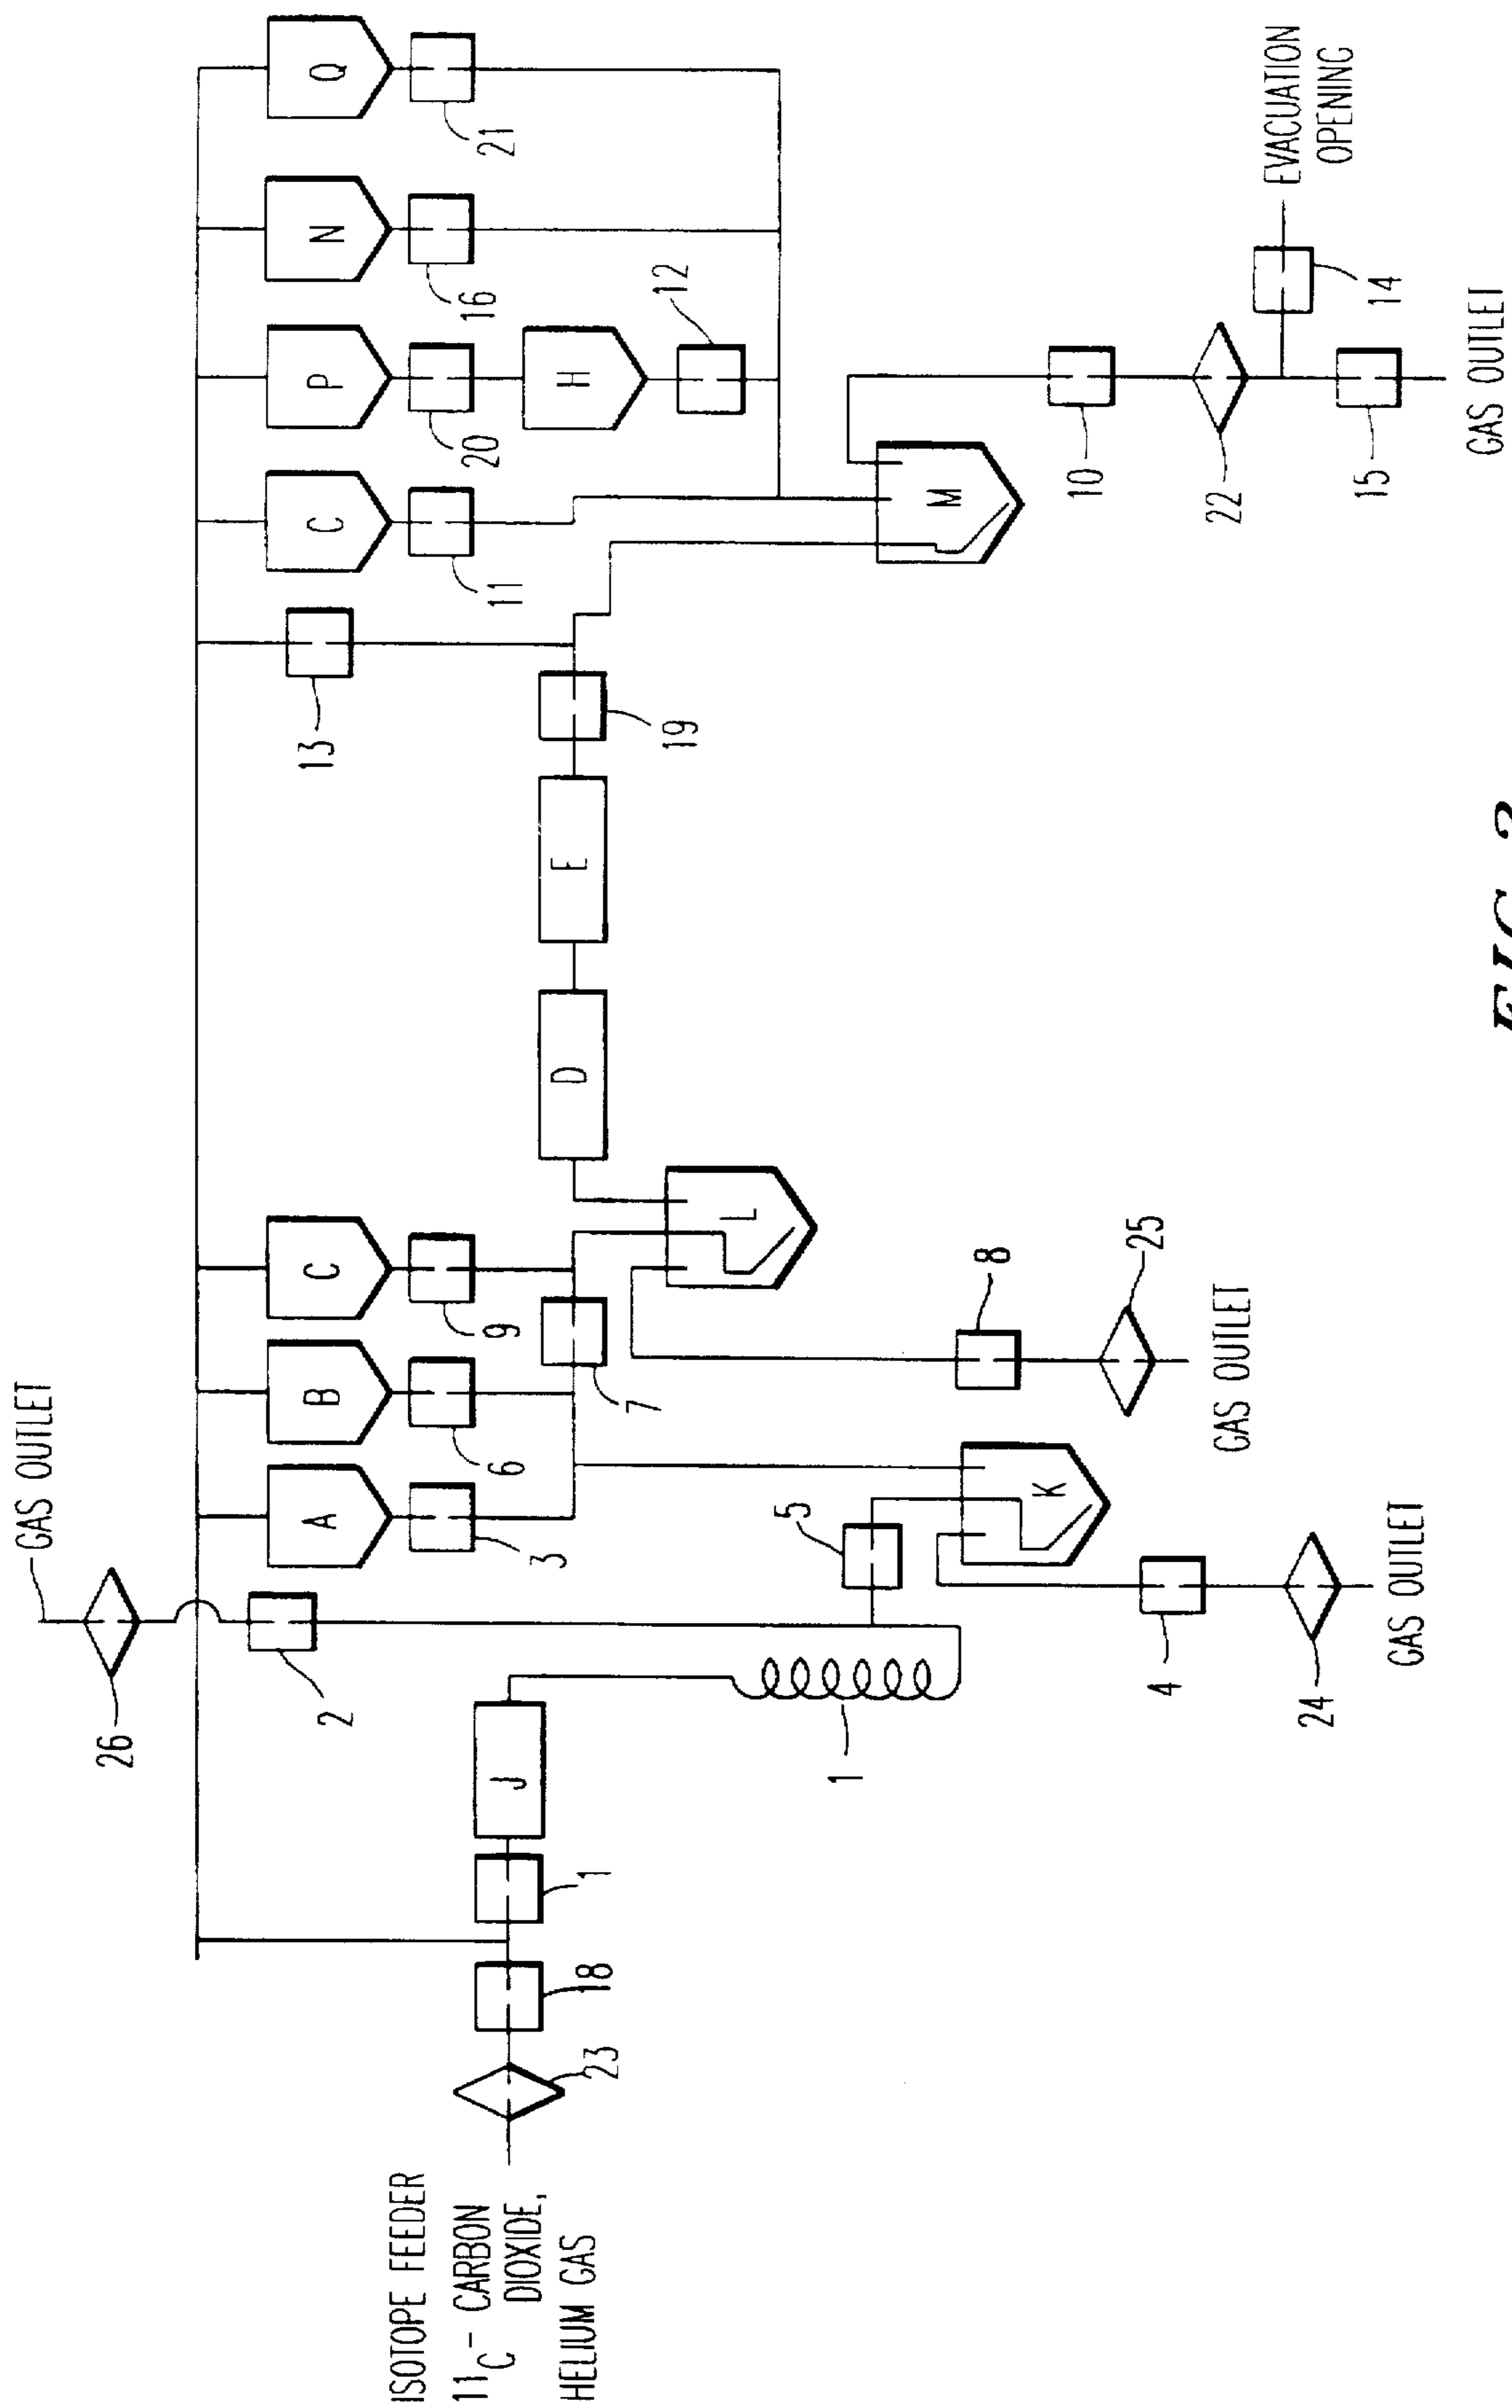 GAS OUTLET
26
2
A
3
B
6
C
9
7
13
C
11
P
20
H
12
N
16
Q
21
ISOTOPE FEEDER
11C- CARBON
DIOXIDE,
HELIUM GAS
23
18
1
J
1
5
K
4
24
GAS OUTLET
L
8
25
GAS OUTLET
D
E
19
M
10
22
14
EVACUATION
OPENING
15
GAS OUTLET